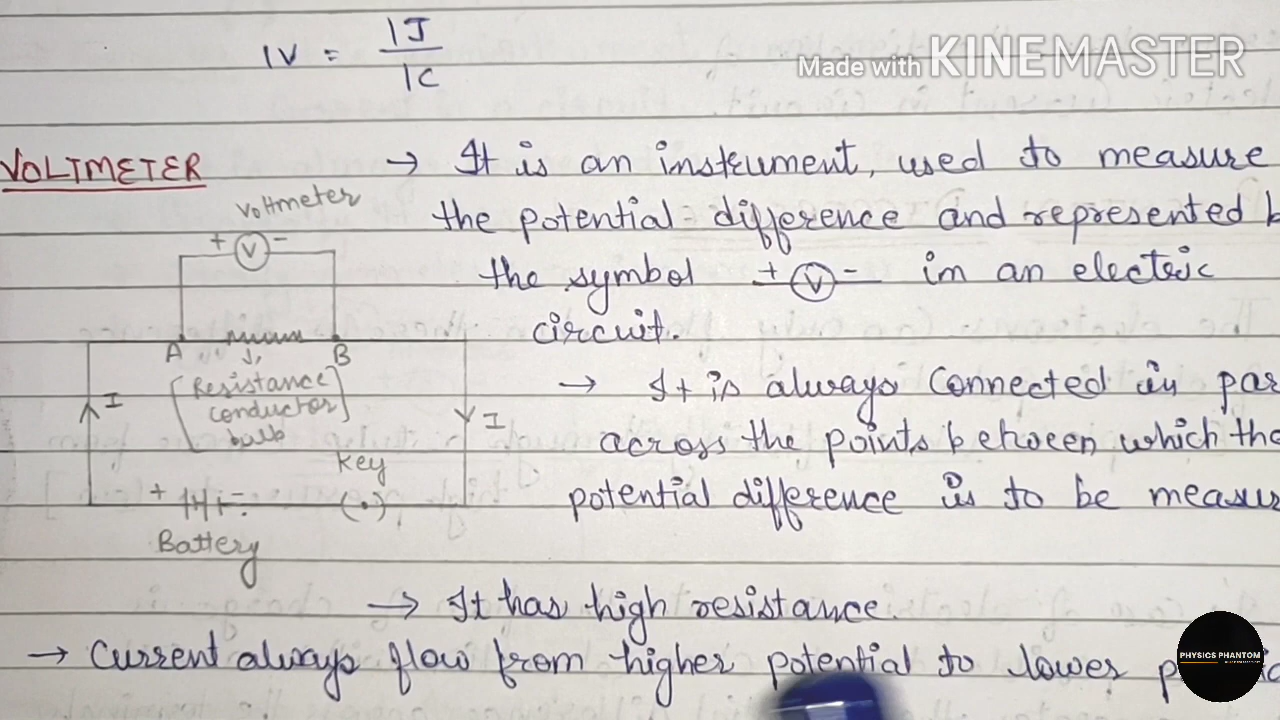 1V = 1J / 1C
Made with KINEMASTER
VOLTMETER
→ It is an instrument, used to measure
the potential difference and represented
the symbol + V - in an electric
circuit.
→ It is always connected in
across the points between which the
potential difference is to be
→ It has high resistance.
→ Current always flow from higher potential to lower
voltmeter
+ V -
A B
[Resistance
conductor]
bulb
I
I
key
+ -
Battery
PHYSICS PHANTOM